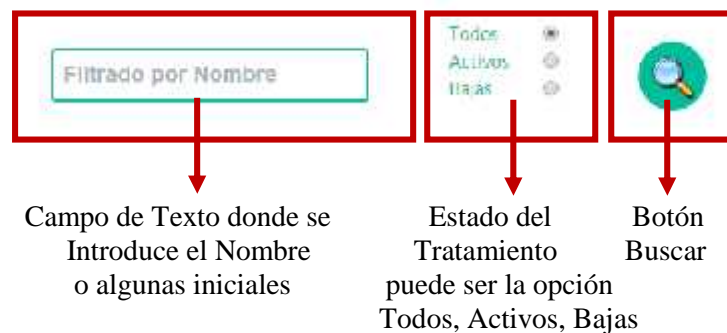 Filtrado por Nombre
Todos
Activos
Bajas
Campo de Texto donde se
Introduce el Nombre
o algunas iniciales
Estado del
Tratamiento
puede ser la opción
Todos, Activos, Bajas
Botón
Buscar